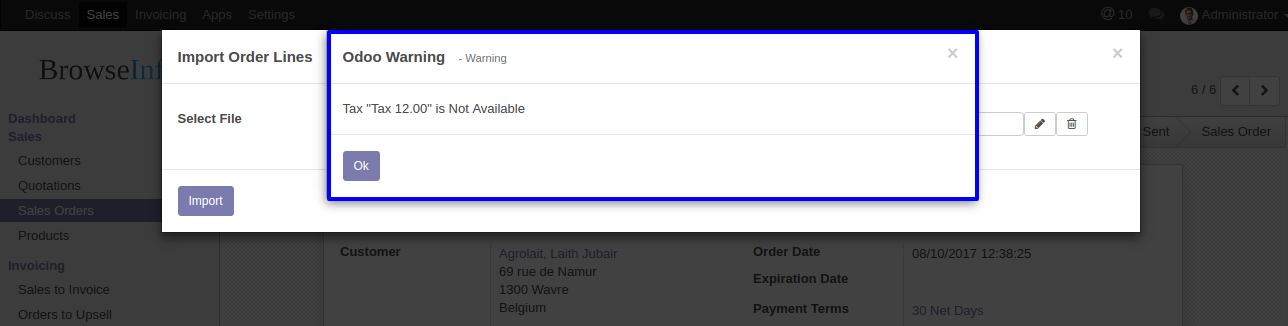 Discuss Sales Invoicing Apps Settings @ 10 Administrator
BrowseInf
Import Order Lines
×
Odoo Warning - Warning ×
Tax "Tax 12.00" is Not Available
Ok
Select File
Import
6 / 6
Sent Sales Order
Dashboard
Sales
Customers
Quotations
Sales Orders
Products
Invoicing
Sales to Invoice
Orders to Upsell
Customer
Agrolait, Laith Jubair
69 rue de Namur
1300 Wavre
Belgium
Order Date 08/10/2017 12:38:25
Expiration Date
Payment Terms 30 Net Days